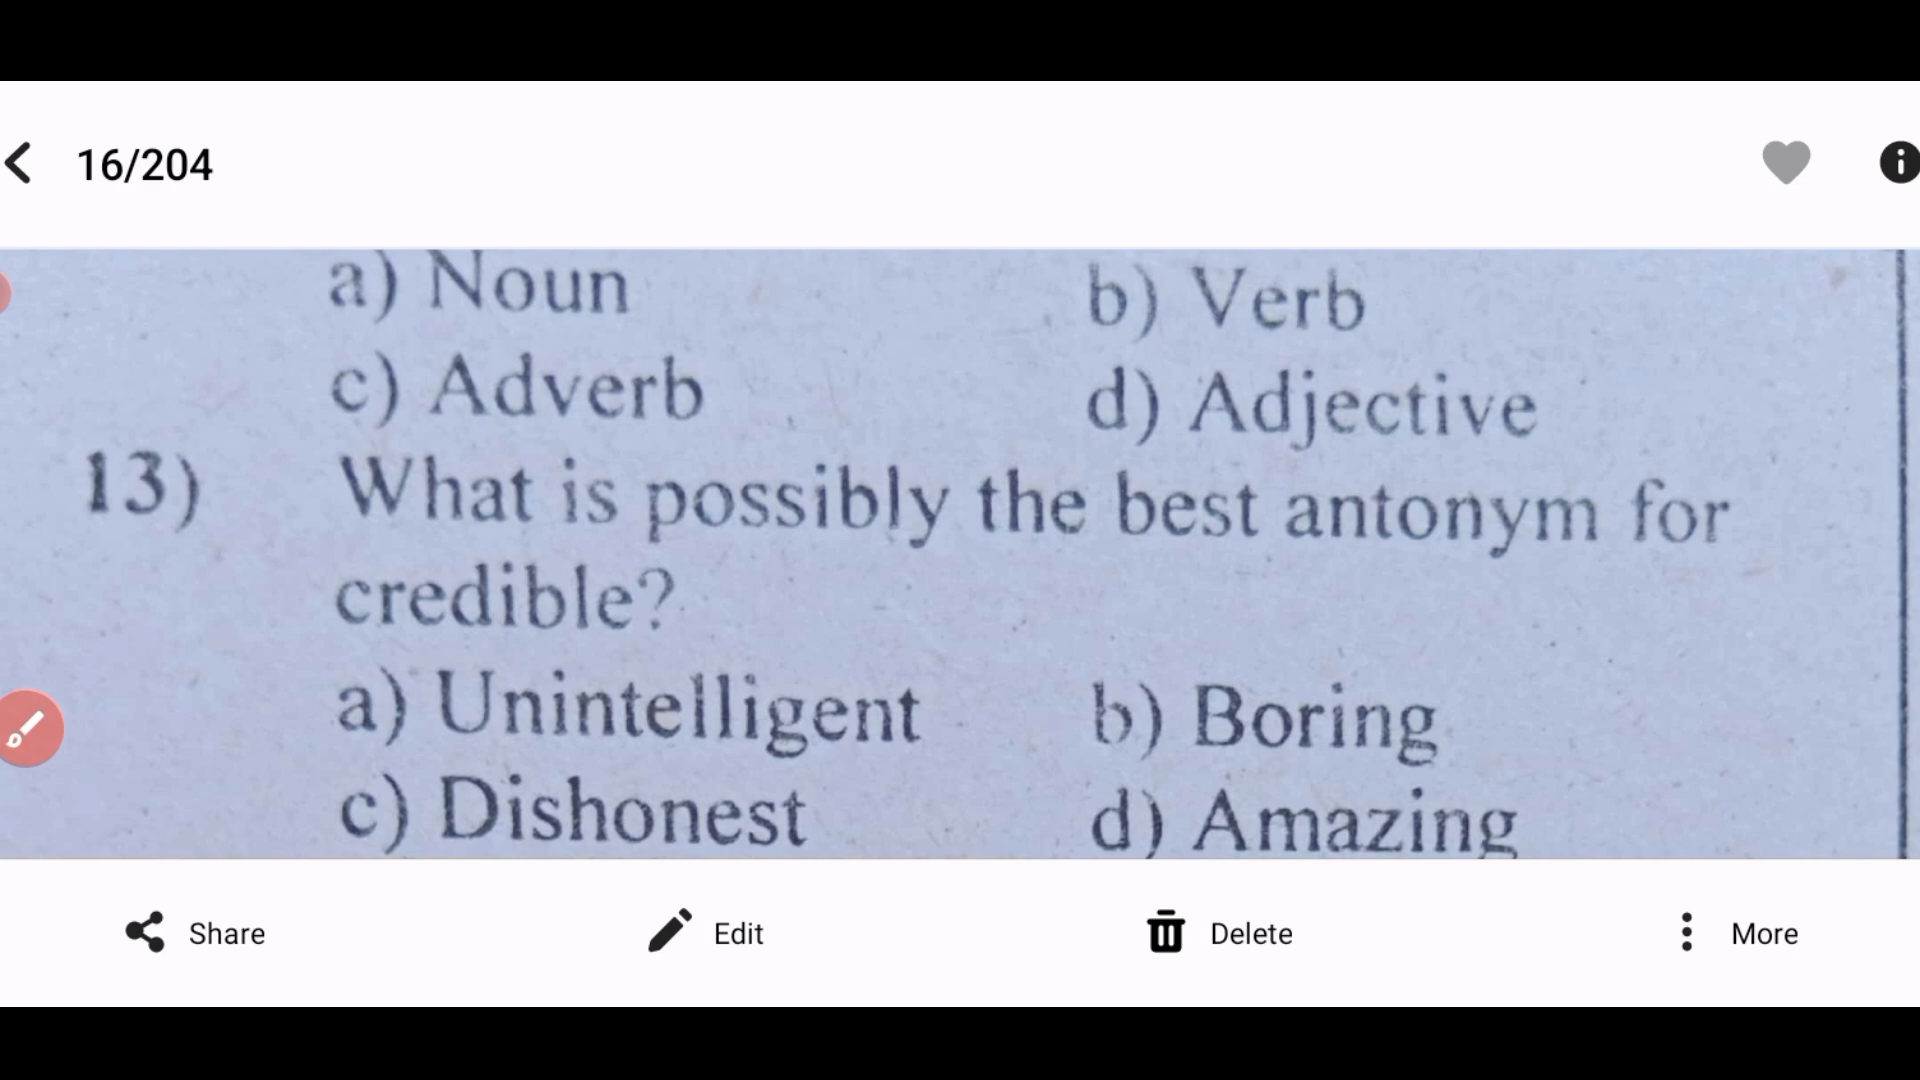 16/204
a) Noun b) Verb
c) Adverb d) Adjective
13) What is possibly the best antonym for
credible?
a) Unintelligent b) Boring
c) Dishonest d) Amazing
Share Edit Delete More